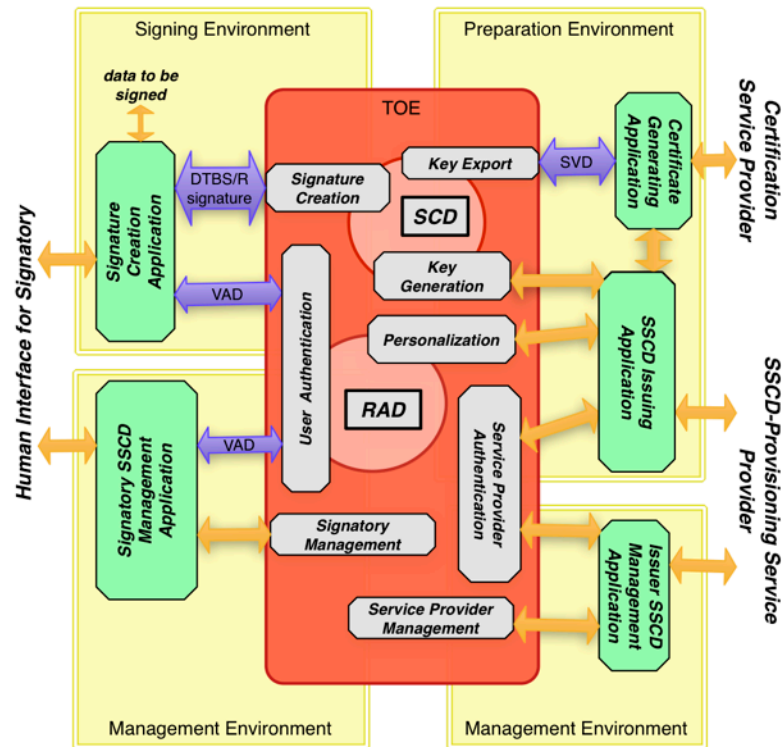 Signing Environment
Preparation Environment
data to be
signed
TOE
Certification
Service Provider
Certificate
Generating
Application
Key Export
SVD
DTBS/R
signature
Signature
Creation
SCD
Signature
Creation
Application
Key
Generation
VAD
Human Interface for Signatory
User Authentication
Personalization
SSCD Issuing
Application
RAD
SSCD-Provisioning Service
Provider
Signatory SSCD
Management
Application
VAD
Service Provider
Authentication
Signatory
Management
Issuer SSCD
Management
Application
Service Provider
Management
Management Environment
Management Environment